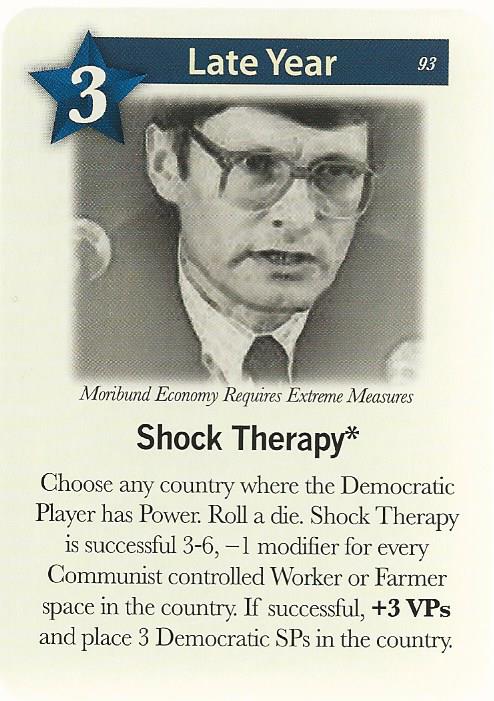 Late Year
93
3
Moribund Economy Requires Extreme Measures
Shock Therapy*
Choose any country where the Democratic
Player has Power. Roll a die. Shock Therapy
is successful 3-6, –1 modifier for every
Communist controlled Worker or Farmer
space in the country. If successful, +3 VPs
and place 3 Democratic SPs in the country.